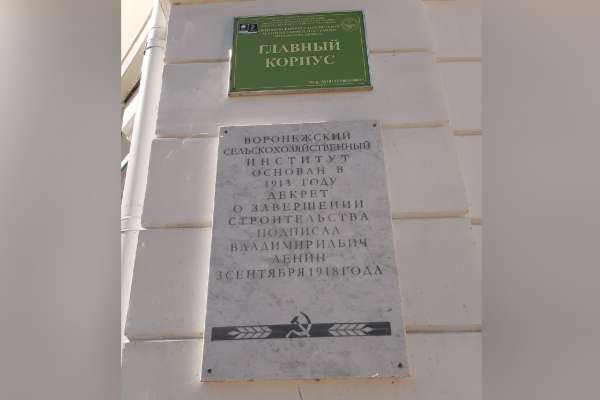 ГЛАВНЫЙ
КОРПУС
ВОРОНЕЖСКИЙ
СЕЛЬСКОХОЗЯЙСТВЕННЫЙ
ИНСТИТУТ
ОСНОВАН В
1913 ГОДУ
ДЕКРЕТ
О ЗАВЕРШЕНИИ
СТРОИТЕЛЬСТВА
ПОДПИСАЛ
ВЛАДИМИР ИЛЬИЧ
ЛЕНИН
3 СЕНТЯБРЯ 1918 ГОДА